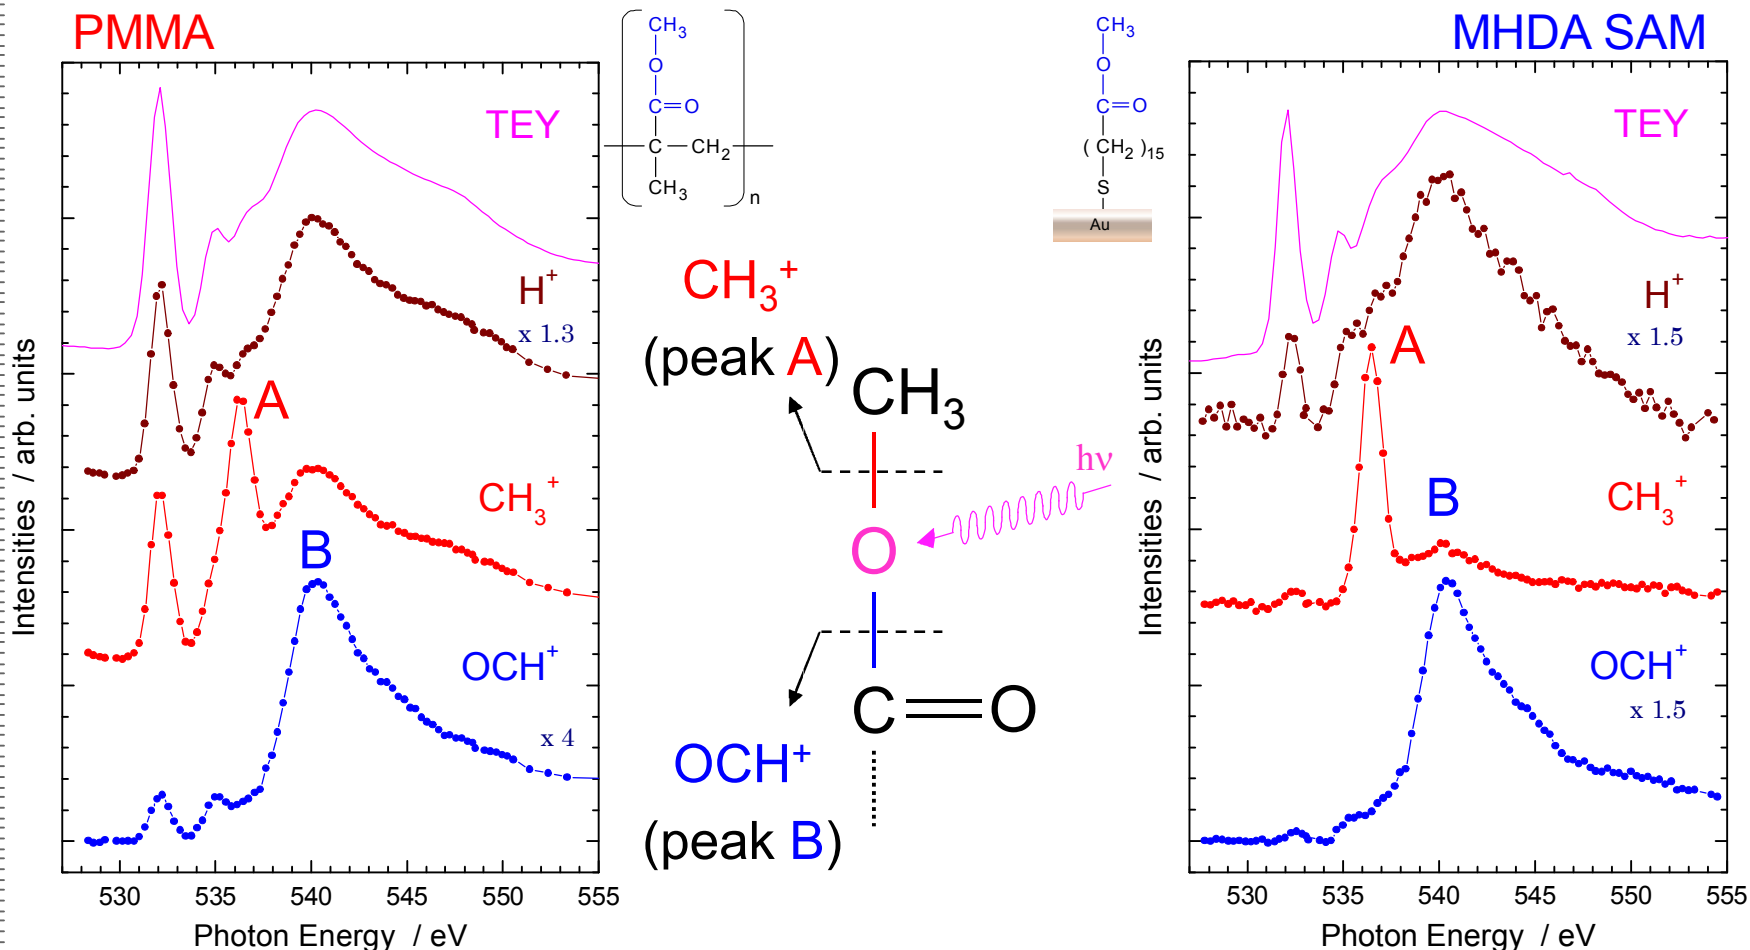 PMMA
TEY
H+
x 1.3
A
CH3+
B
OCH+
x 4
Intensities / arb. units
530 535 540 545 550 555
Photon Energy / eV
CH3
O
C=O
C—CH2
CH3
n
CH3+
(peak A)
CH3
hν
O
C=O
OCH+
(peak B)
CH3
O
C=O
(CH2)15
S
Au
MHDA SAM
TEY
H+
x 1.5
A
CH3+
B
OCH+
x 1.5
Intensities / arb. units
530 535 540 545 550 555
Photon Energy / eV